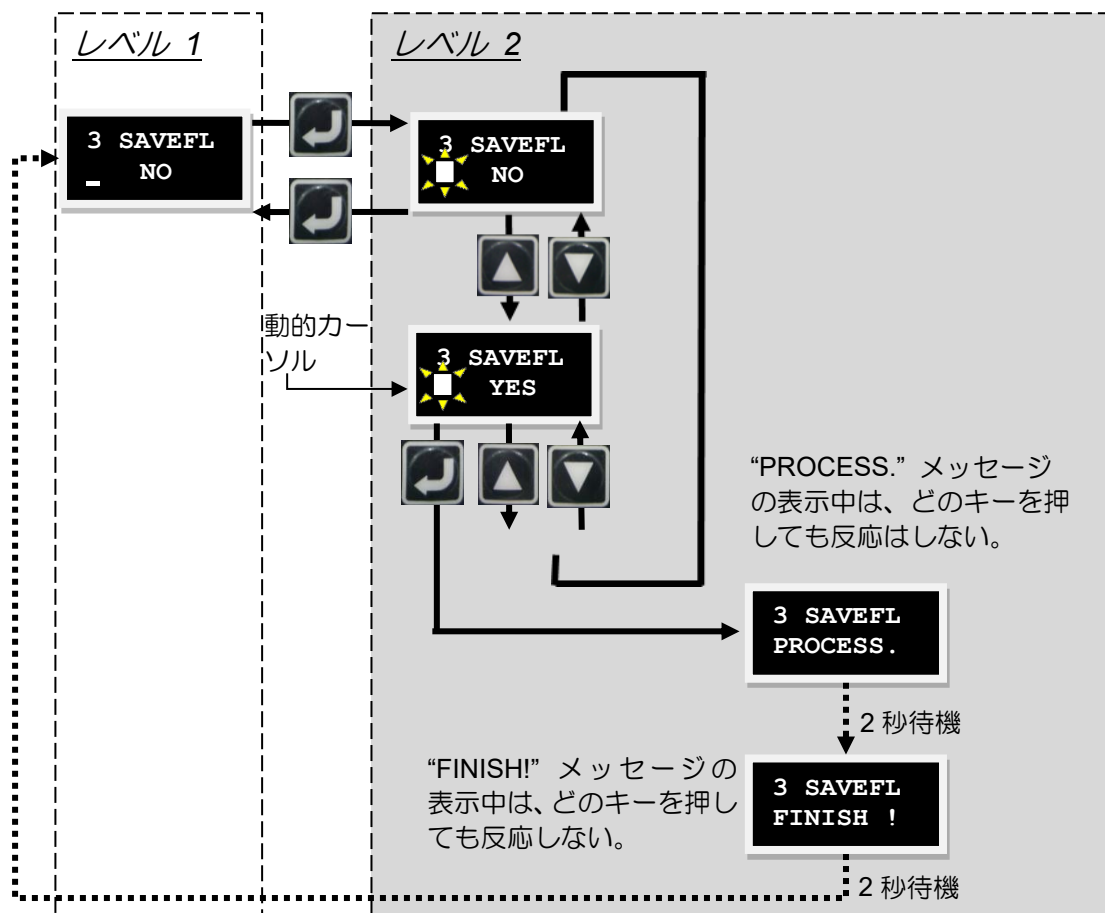 レベル 1
レベル 2
3 SAVEFL
NO
3 SAVEFL
NO
動的カー
ソル
3 SAVEFL
YES
“PROCESS.” メッセージ
の表示中は、どのキーを押
しても反応はしない。
3 SAVEFL
PROCESS.
2 秒待機
“FINISH!” メッセージの
表示中は、どのキーを押し
ても反応しない。
3 SAVEFL
FINISH !
2 秒待機